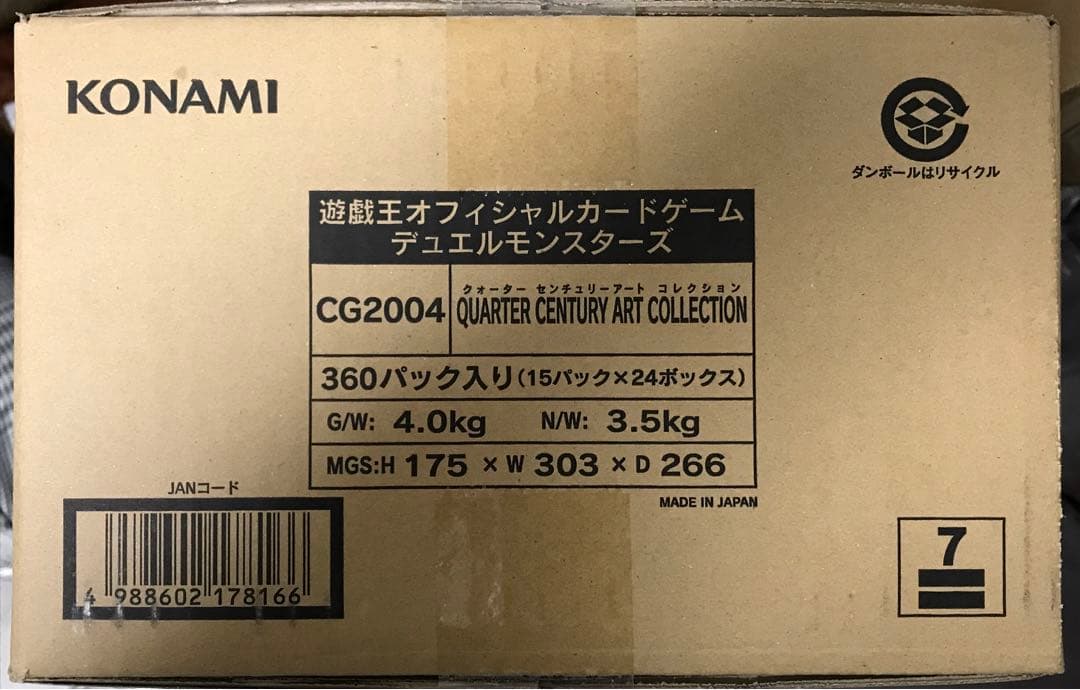 KONAMI
ダンボールはリサイクル
遊戯王オフィシャルカードゲーム
デュエルモンスターズ
クォーター センチュリーアート コレクション
CG2004 QUARTER CENTURY ART COLLECTION
360パック入り(15パック×24ボックス)
G/W: 4.0kg N/W: 3.5kg
MGS:H 175 × W 303 × D 266
MADE IN JAPAN
JANコード
4 988602 178166
7